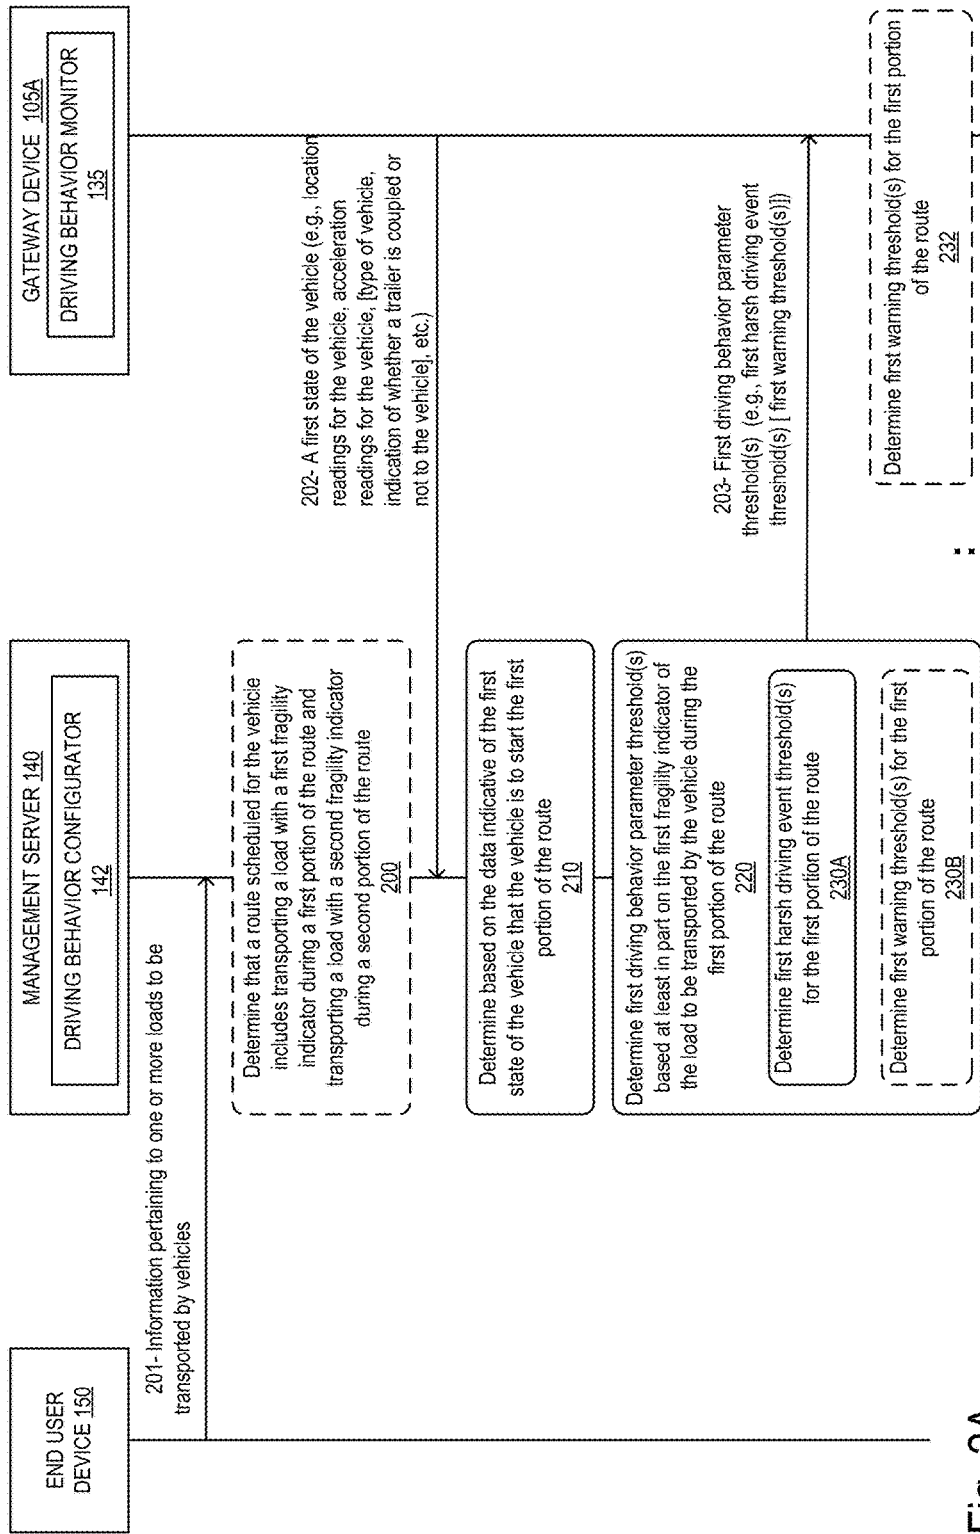 END USER
DEVICE 150
MANAGEMENT SERVER 140
DRIVING BEHAVIOR CONFIGURATOR
142
GATEWAY DEVICE 105A
DRIVING BEHAVIOR MONITOR
135
201- Information pertaining to one or more loads to be
transported by vehicles
Determine that a route scheduled for the vehicle
includes transporting a load with a first fragility
indicator during a first portion of the route and
transporting a load with a second fragility indicator
during a second portion of the route
200
202- A first state of the vehicle (e.g., location
readings for the vehicle, acceleration
readings for the vehicle, [type of vehicle,
indication of whether a trailer is coupled or
not to the vehicle], etc.)
Determine based on the data indicative of the first
state of the vehicle that the vehicle is to start the first
portion of the route
210
Determine first driving behavior parameter threshold(s)
based at least in part on the first fragility indicator of
the load to be transported by the vehicle during the
first portion of the route
220
Determine first harsh driving event threshold(s)
for the first portion of the route
230A
Determine first warning threshold(s) for the first
portion of the route
230B
203- First driving behavior parameter
threshold(s) (e.g., first harsh driving event
threshold(s) [ first warning threshold(s)])
Determine first warning threshold(s) for the first portion
of the route
232
Fig. 2A